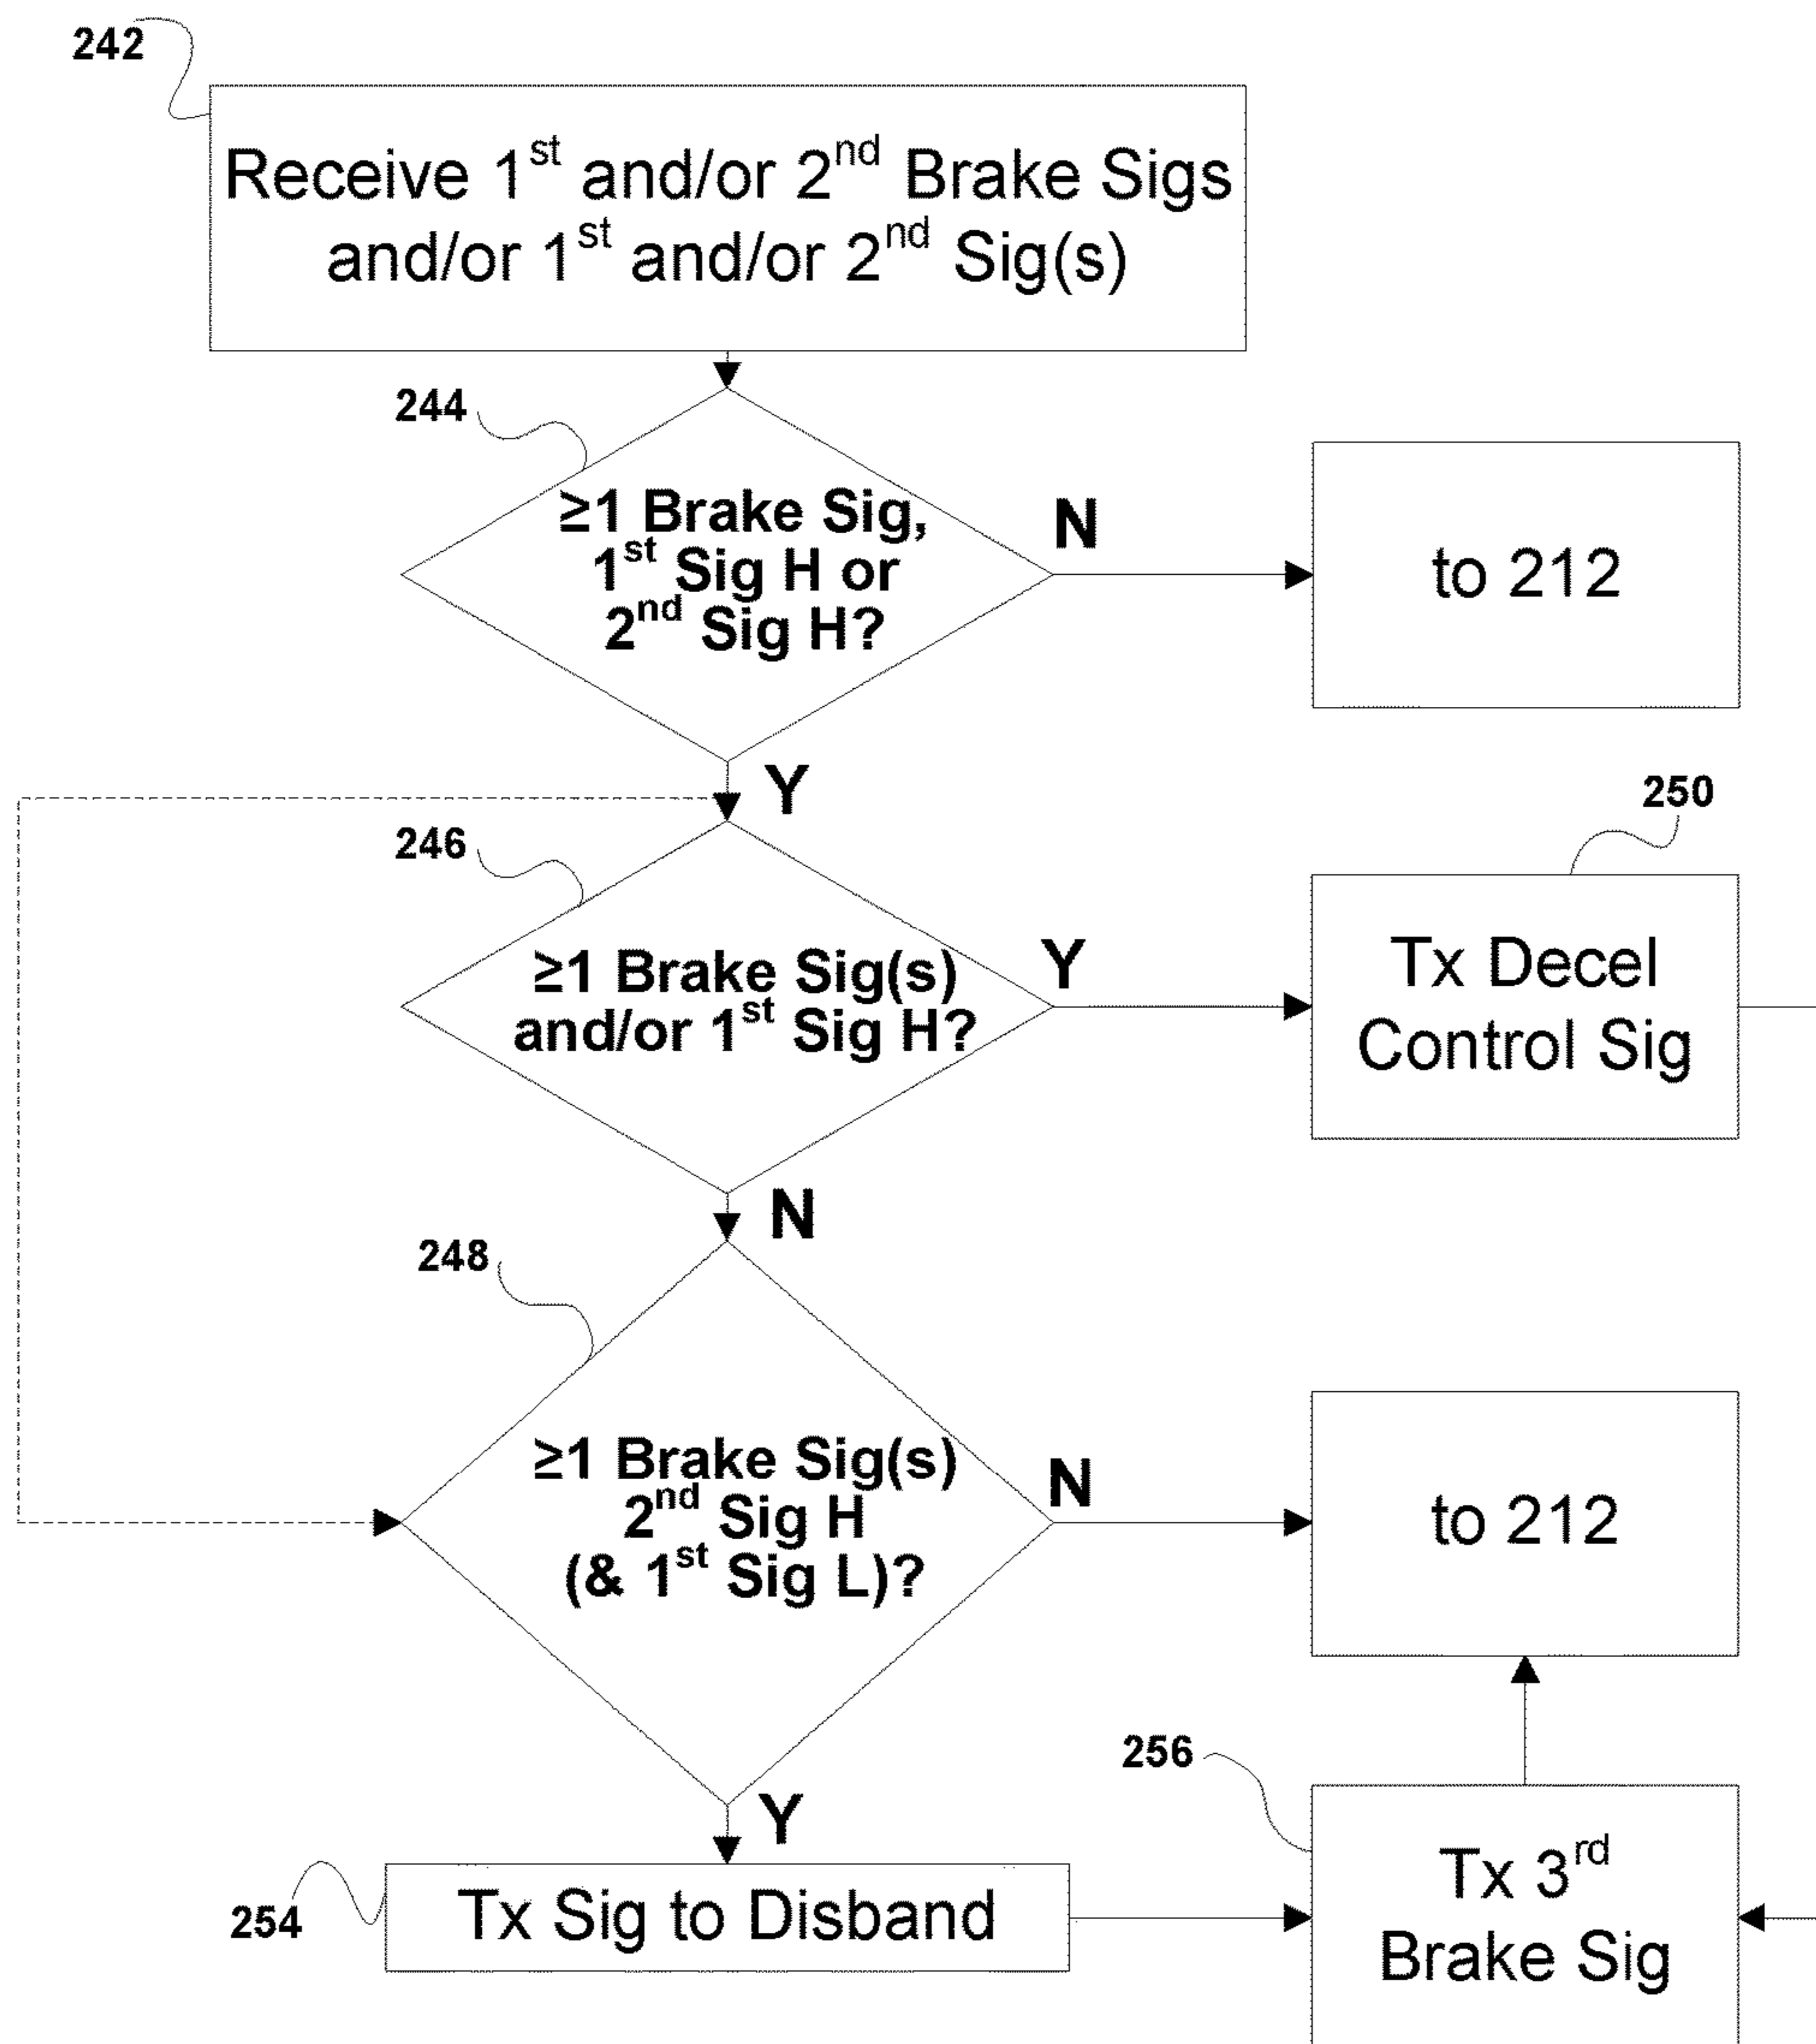 242
Receive 1st and/or 2nd Brake Sigs
and/or 1st and/or 2nd Sig(s)
244
≥1 Brake Sig,
1st Sig H or
2nd Sig H?
N
to 212
Y
250
246
≥1 Brake Sig(s)
and/or 1st Sig H?
Y
Tx Decel
Control Sig
N
248
≥1 Brake Sig(s)
2nd Sig H
(& 1st Sig L)?
N
to 212
256
Y
254
Tx Sig to Disband
Tx 3rd
Brake Sig